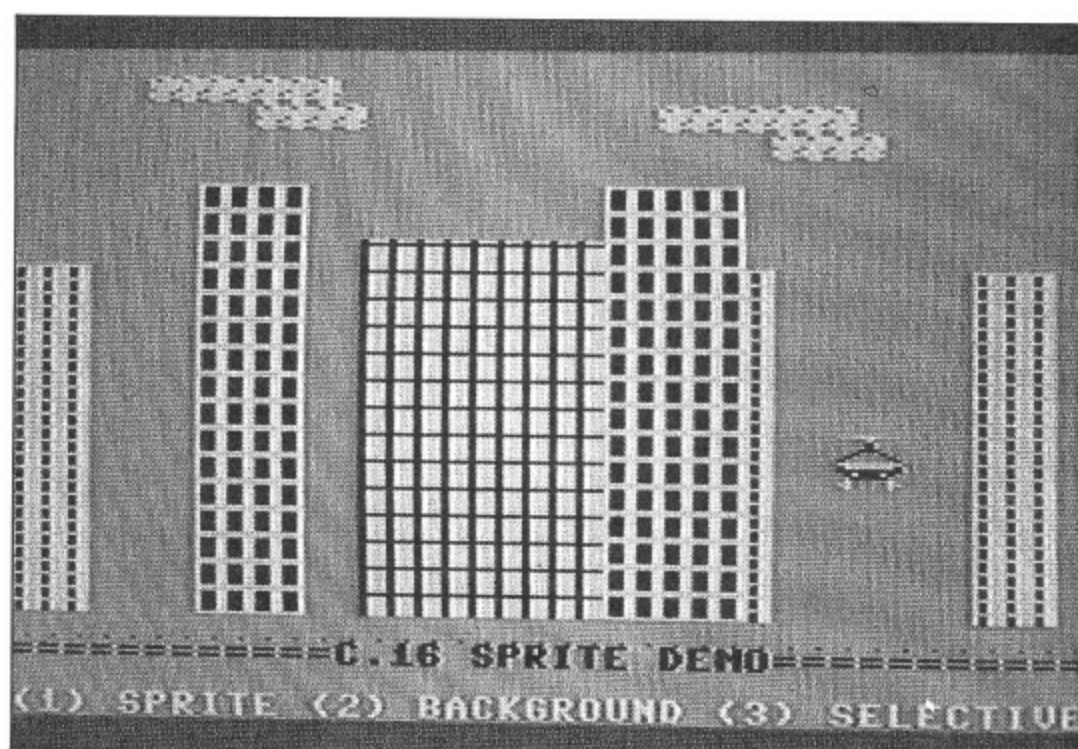 C.16 SPRITE DEMO
(1) SPRITE (2) BACKGROUND (3) SELECTIVE